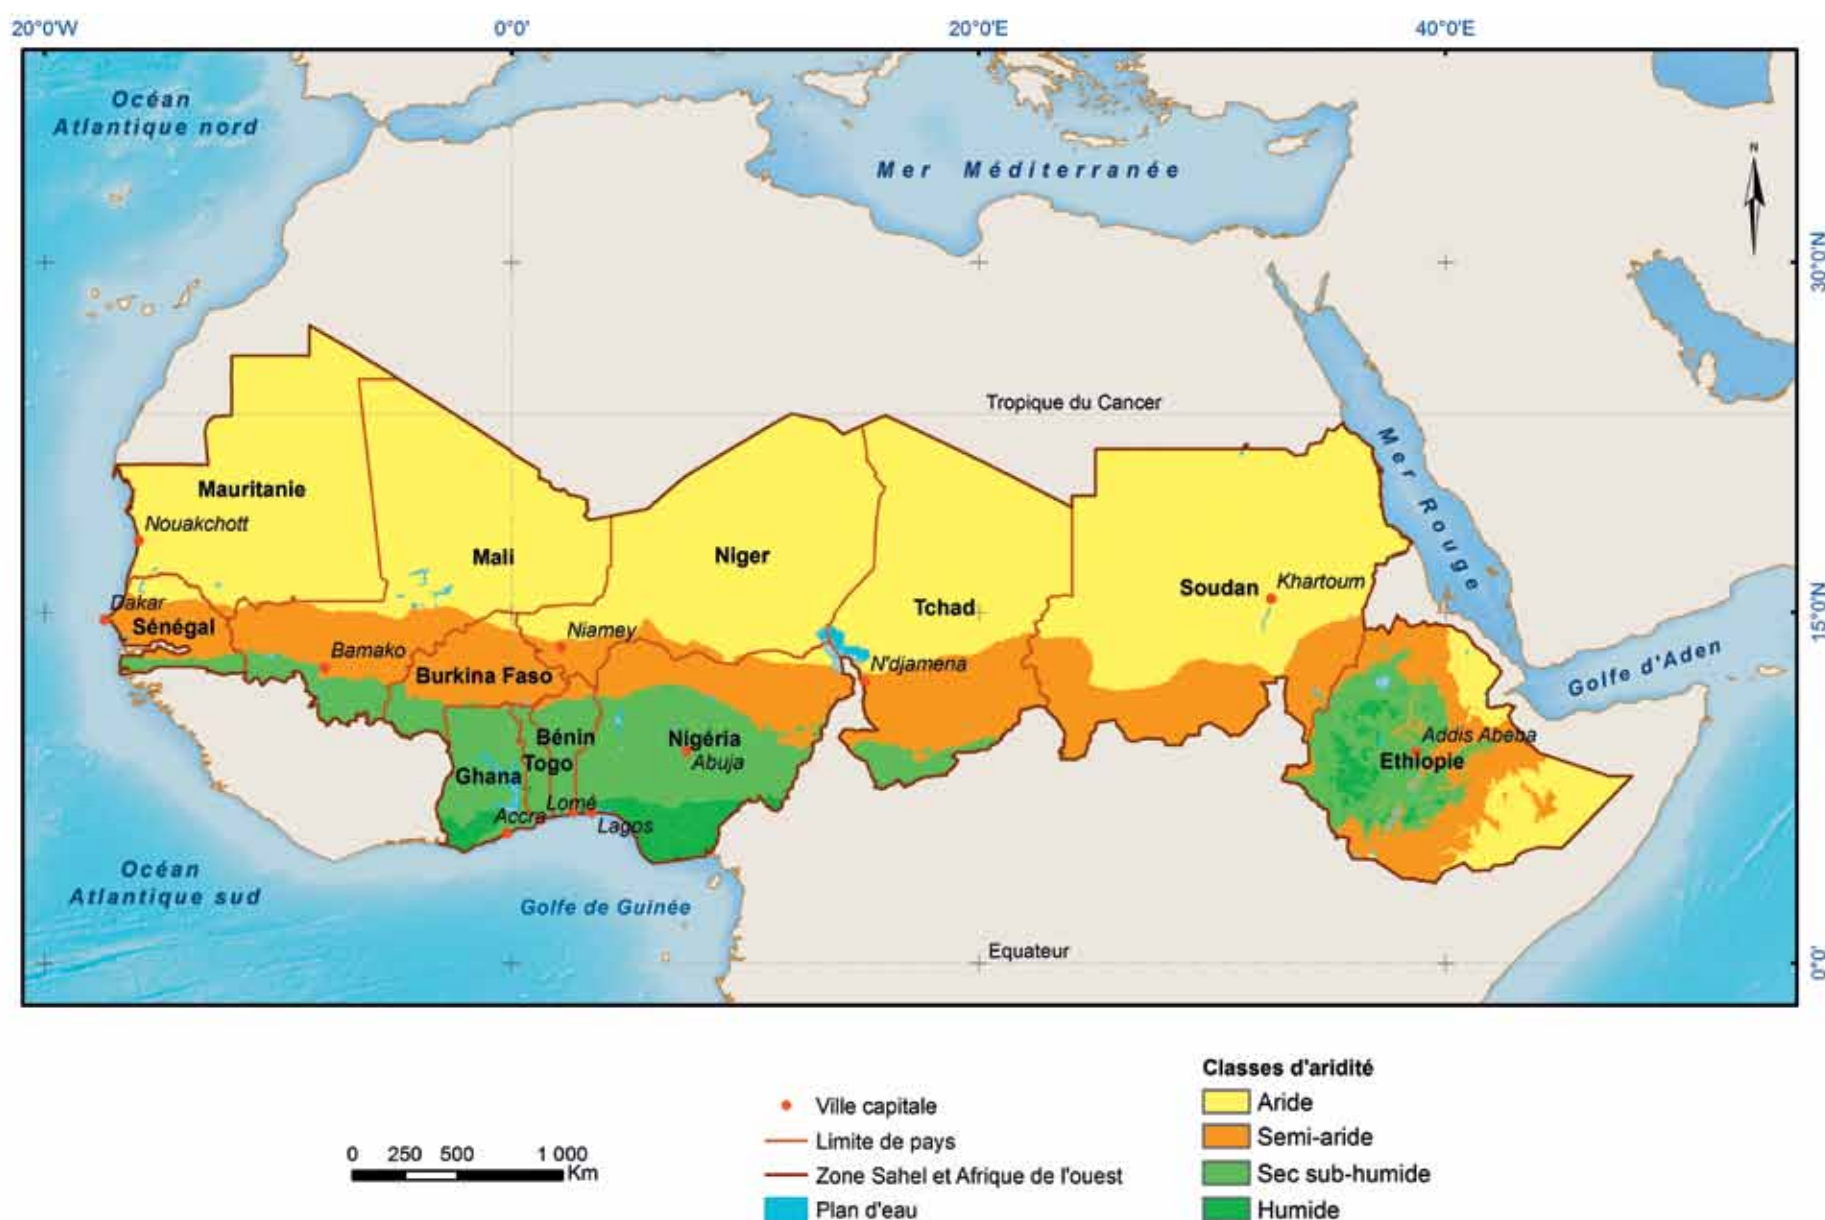 20°0'W 0°0' 20°0'E 40°0'E
Océan
Atlantique nord
Mer Méditerranée
N
30°0'N
Tropique du Cancer
Mer Rouge
Mauritanie
Nouakchott
Mali
Niger
Tchad
Soudan
Khartoum
15°0'N
Dakar
Sénégal
Bamako
Niamey
Burkina Faso
N'djamena
Golfe d'Aden
Bénin
Nigéria
Abuja
Ghana
Togo
Addis Abeba
Ethiopie
Lomé
Accra
Lagos
Océan
Atlantique sud
Golfe de Guinée
Equateur
0°0'
Classes d'aridité
Aride
Semi-aride
Sec sub-humide
Humide
Ville capitale
Limite de pays
Zone Sahel et Afrique de l'ouest
Plan d'eau
0 250 500 1 000
Km